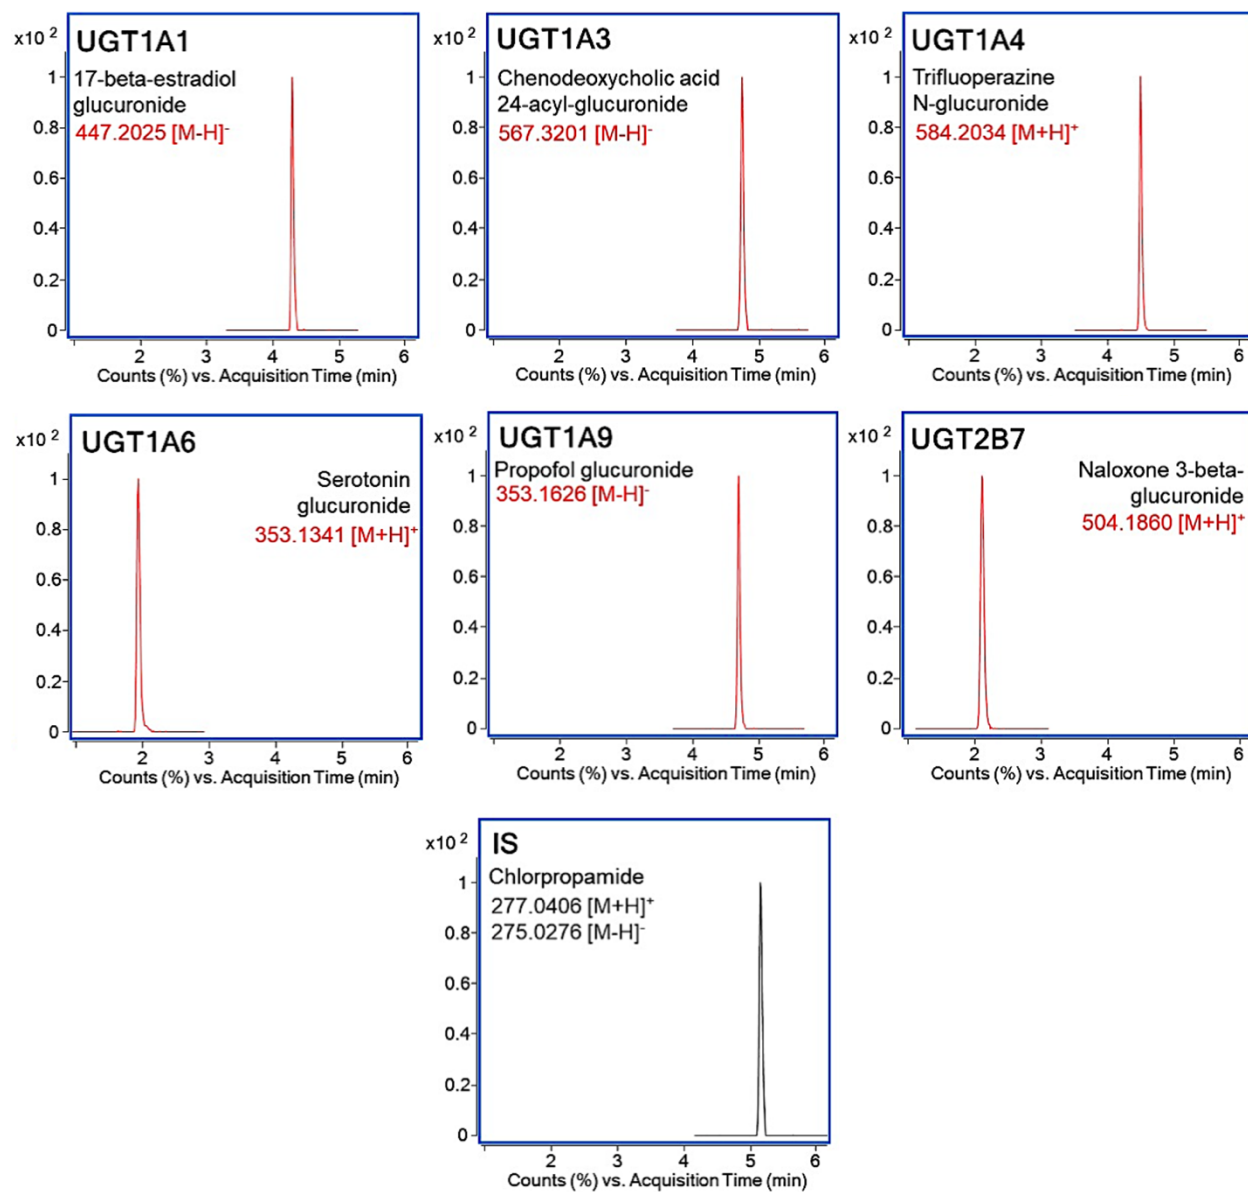 x10 2
UGT1A1
17-beta-estradiol
glucuronide
447.2025 [M-H]-
1
0.8
0.6
0.4
0.2
0
2 3 4 5 6
Counts (%) vs. Acquisition Time (min)
x10 2
UGT1A3
Chenodeoxycholic acid
24-acyl-glucuronide
567.3201 [M-H]-
1
0.8
0.6
0.4
0.2
0
2 3 4 5 6
Counts (%) vs. Acquisition Time (min)
x10 2
UGT1A4
Trifluoperazine
N-glucuronide
584.2034 [M+H]+
1
0.8
0.6
0.4
0.2
0
2 3 4 5 6
Counts (%) vs. Acquisition Time (min)
x10 2
UGT1A6
Serotonin
glucuronide
353.1341 [M+H]+
1
0.8
0.6
0.4
0.2
0
2 3 4 5 6
Counts (%) vs. Acquisition Time (min)
x10 2
UGT1A9
Propofol glucuronide
353.1626 [M-H]-
1
0.8
0.6
0.4
0.2
0
2 3 4 5 6
Counts (%) vs. Acquisition Time (min)
x10 2
UGT2B7
Naloxone 3-beta-
glucuronide
504.1860 [M+H]+
1
0.8
0.6
0.4
0.2
0
2 3 4 5 6
Counts (%) vs. Acquisition Time (min)
x10 2
IS
Chlorpropamide
277.0406 [M+H]+
275.0276 [M-H]-
1
0.8
0.6
0.4
0.2
0
2 3 4 5 6
Counts (%) vs. Acquisition Time (min)